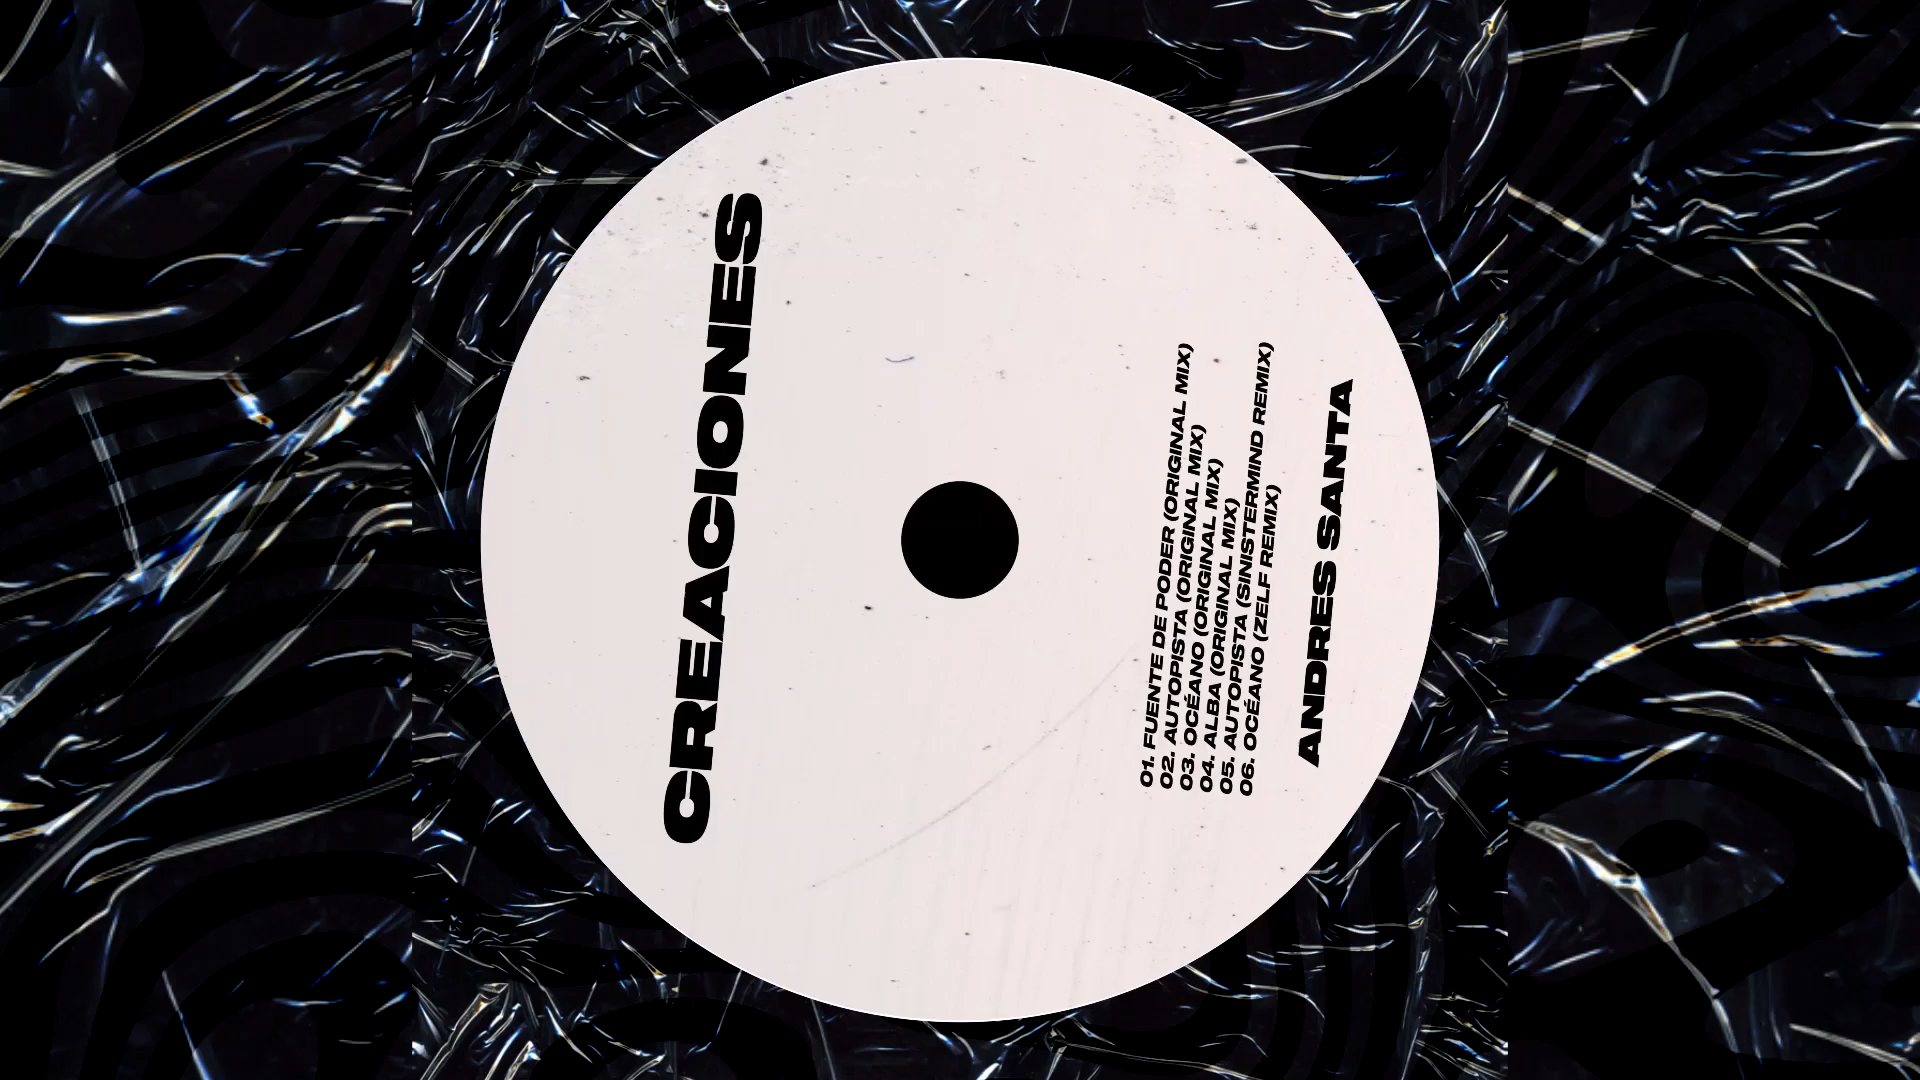 CREACIONES
01. FUENTE DE PODER (ORIGINAL MIX)
02. AUTOPISTA (ORIGINAL MIX)
03. OCÉANO (ORIGINAL MIX)
04. ALBA (ORIGINAL MIX)
05. AUTOPISTA (SINISTERMIND REMIX)
06. OCÉANO (ZELF REMIX)
ANDRES SANTA